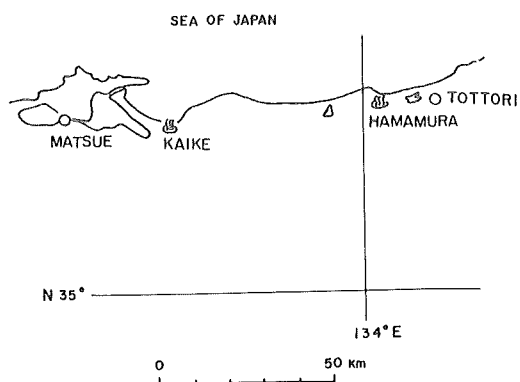 SEA OF JAPAN
TOTTORI
HAMAMURA
MATSUE
KAIKE
N 35°
134°E
0 50 KM